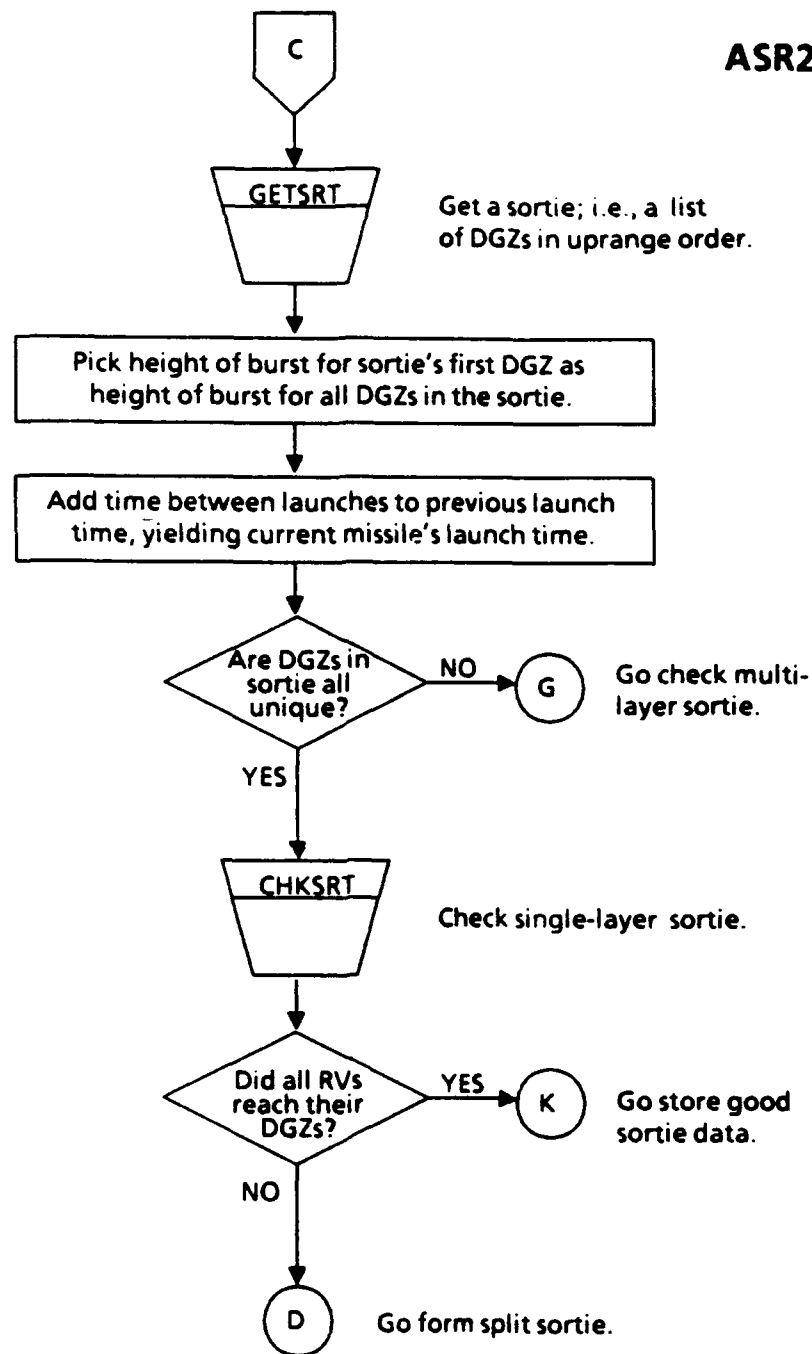 C
ASR2
GETSRT
Get a sortie; i.e., a list
of DGZs in uprange order.
Pick height of burst for sortie's first DGZ as
height of burst for all DGZs in the sortie.
Add time between launches to previous launch
time, yielding current missile's launch time.
Are DGZs in
sortie all
unique?
NO
G
Go check multi-
layer sortie.
YES
CHKSRT
Check single-layer sortie.
Did all RVs
reach their
DGZs?
YES
K
Go store good
sortie data.
NO
D
Go form split sortie.